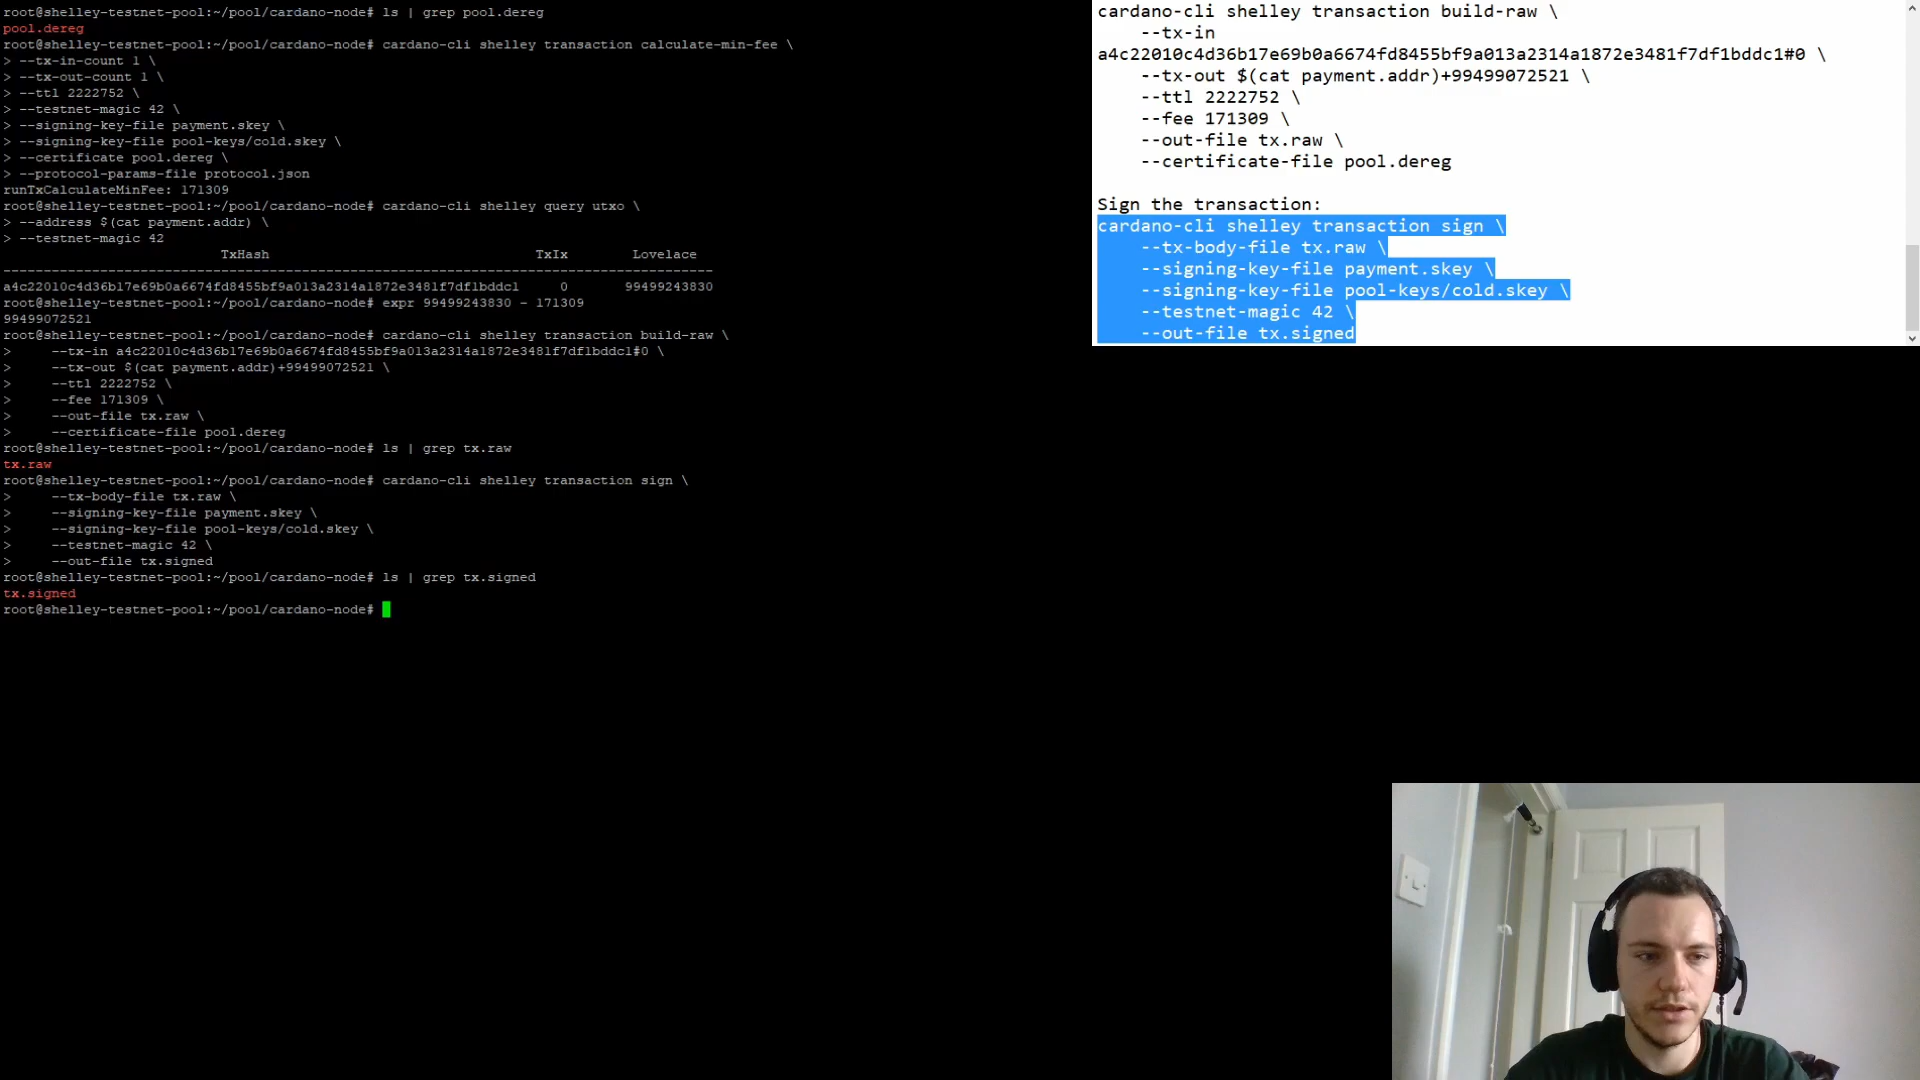 root@shelley-testnet-pool:~/pool/cardano-node# ls | grep pool.dereg
pool.dereg
root@shelley-testnet-pool:~/pool/cardano-node# cardano-cli shelley transaction calculate-min-fee \
> --tx-in-count 1 \
> --tx-out-count 1 \
> --ttl 2222752 \
> --testnet-magic 42 \
> --signing-key-file payment.skey \
> --signing-key-file pool-keys/cold.skey \
> --certificate pool.dereg \
> --protocol-params-file protocol.json
runTxCalculateMinFee: 171309
root@shelley-testnet-pool:~/pool/cardano-node# cardano-cli shelley query utxo \
> --address $(cat payment.addr) \
> --testnet-magic 42
TxHash TxIx Lovelace
----------------------------------------------------------------------------------------
a4c22010c4d36b17e69b0a6674fd8455bf9a013a2314a1872e3481f7df1bddc1 0 99499243830
root@shelley-testnet-pool:~/pool/cardano-node# expr 99499243830 - 171309
99499072521
root@shelley-testnet-pool:~/pool/cardano-node# cardano-cli shelley transaction build-raw \
> --tx-in a4c22010c4d36b17e69b0a6674fd8455bf9a013a2314a1872e3481f7df1bddc1#0 \
> --tx-out $(cat payment.addr)+99499072521 \
> --ttl 2222752 \
> --fee 171309 \
> --out-file tx.raw \
> --certificate-file pool.dereg
root@shelley-testnet-pool:~/pool/cardano-node# ls | grep tx.raw
tx.raw
root@shelley-testnet-pool:~/pool/cardano-node# cardano-cli shelley transaction sign \
> --tx-body-file tx.raw \
> --signing-key-file payment.skey \
> --signing-key-file pool-keys/cold.skey \
> --testnet-magic 42 \
> --out-file tx.signed
root@shelley-testnet-pool:~/pool/cardano-node# ls | grep tx.signed
tx.signed
root@shelley-testnet-pool:~/pool/cardano-node#
cardano-cli shelley transaction build-raw \
--tx-in
a4c22010c4d36b17e69b0a6674fd8455bf9a013a2314a1872e3481f7df1bddc1#0 \
--tx-out $(cat payment.addr)+99499072521 \
--ttl 2222752 \
--fee 171309 \
--out-file tx.raw \
--certificate-file pool.dereg
Sign the transaction:
cardano-cli shelley transaction sign \
--tx-body-file tx.raw \
--signing-key-file payment.skey \
--signing-key-file pool-keys/cold.skey \
--testnet-magic 42 \
--out-file tx.signed